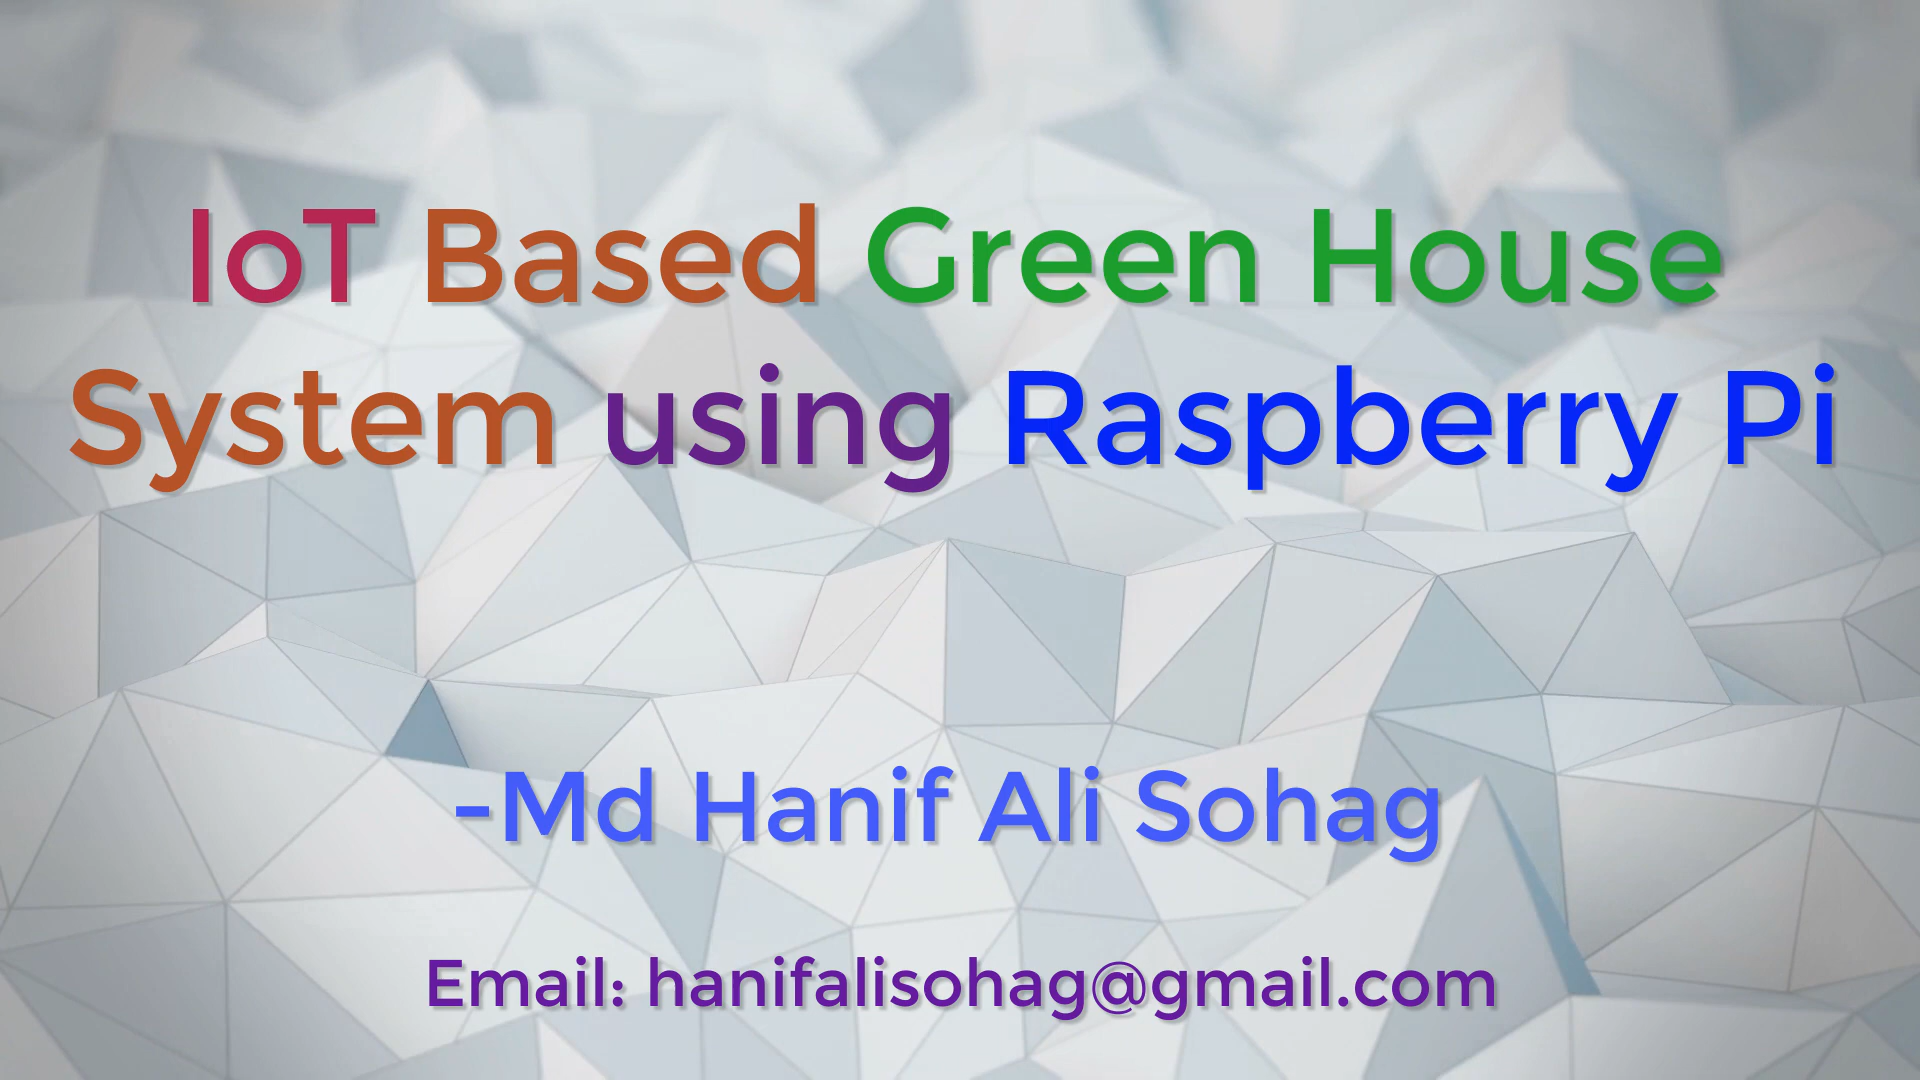 IoT Based Green House
System using Raspberry Pi
-Md Hanif Ali Sohag
Email: hanifalisohag@gmail.com